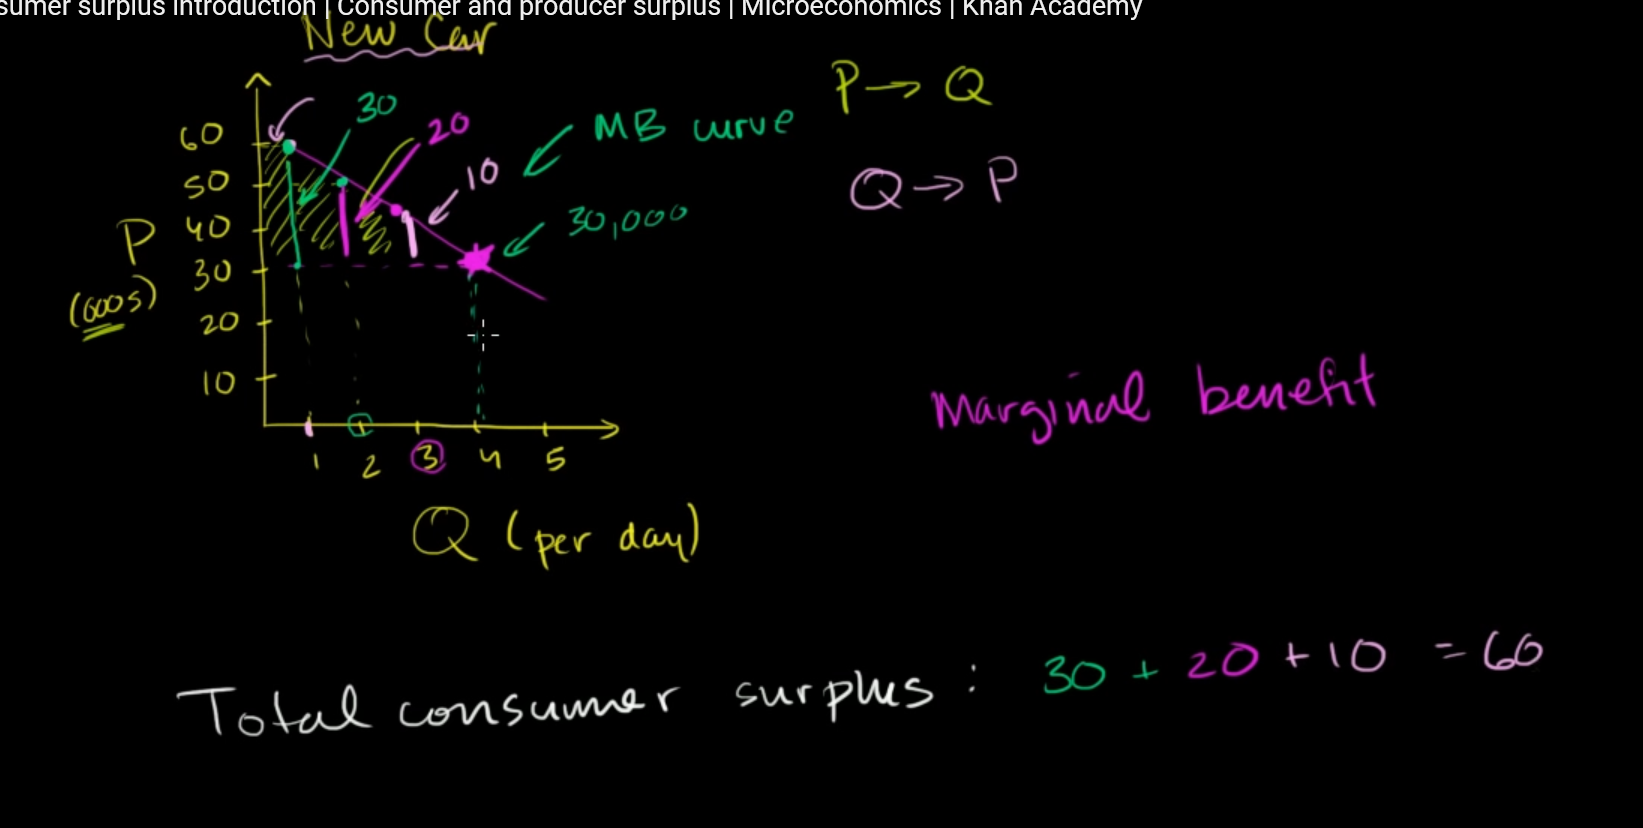 sumer surplus introduction | Consumer and producer surplus | Microeconomics | Khan Academy
New Car
P → Q
Q → P
30
20
10
MB curve
30,000
60
50
40
30
20
10
P
(000s)
1 2 3 4 5
Q (per day)
Marginal benefit
Total consumer surplus : 30 + 20 + 10 = 60